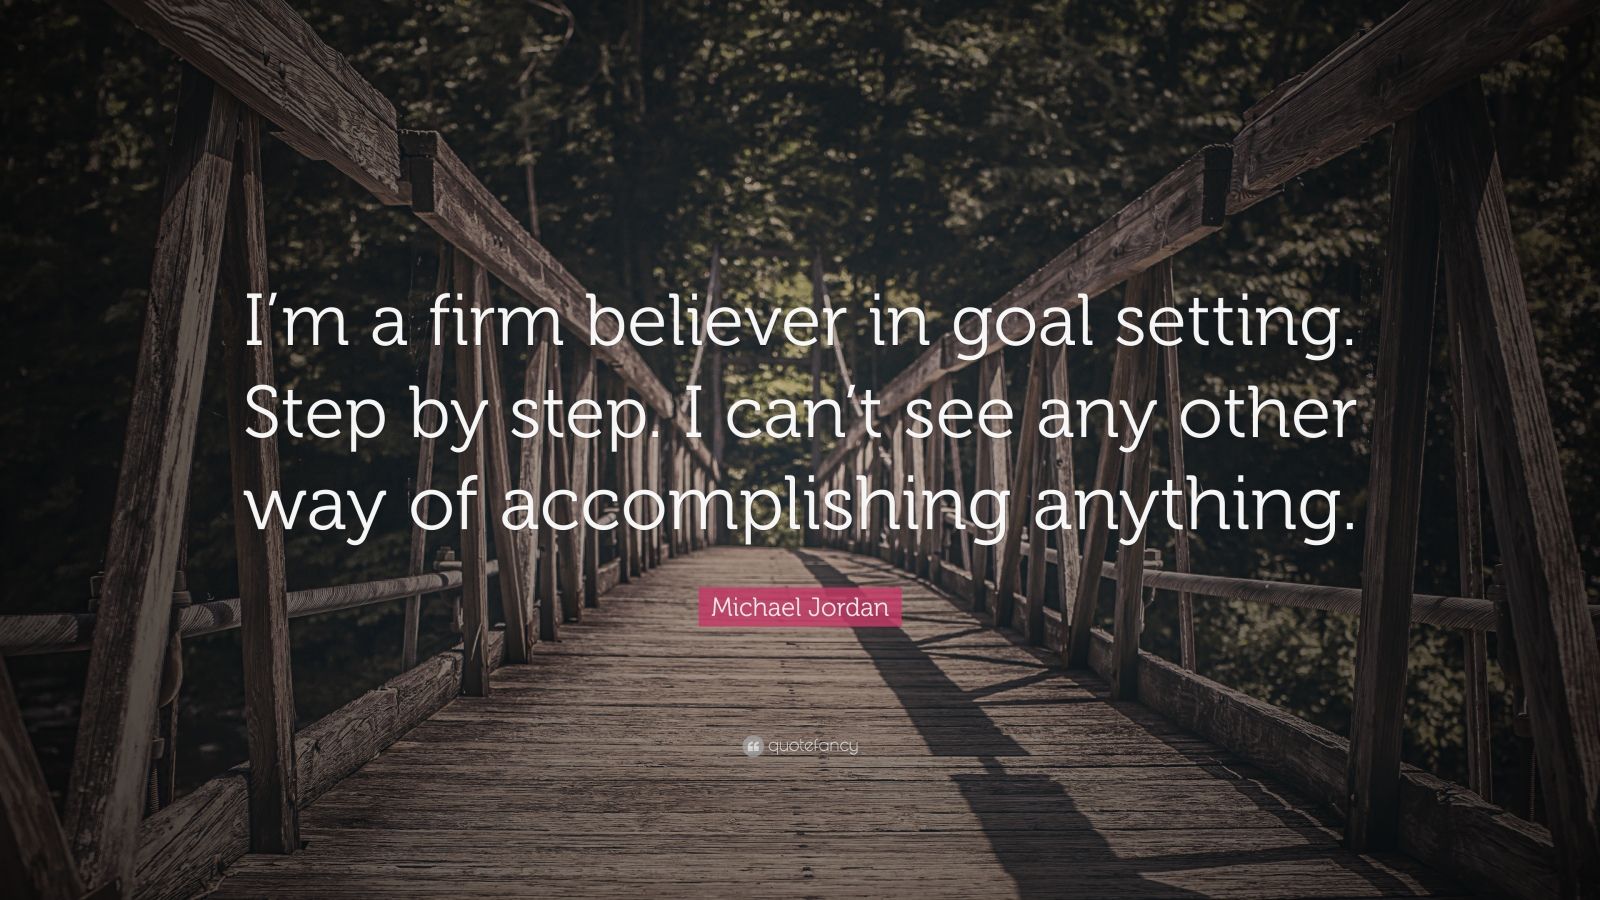 I’m a firm believer in goal setting.
Step by step. I can’t see any other
way of accomplishing anything.
Michael Jordan
quotefancy